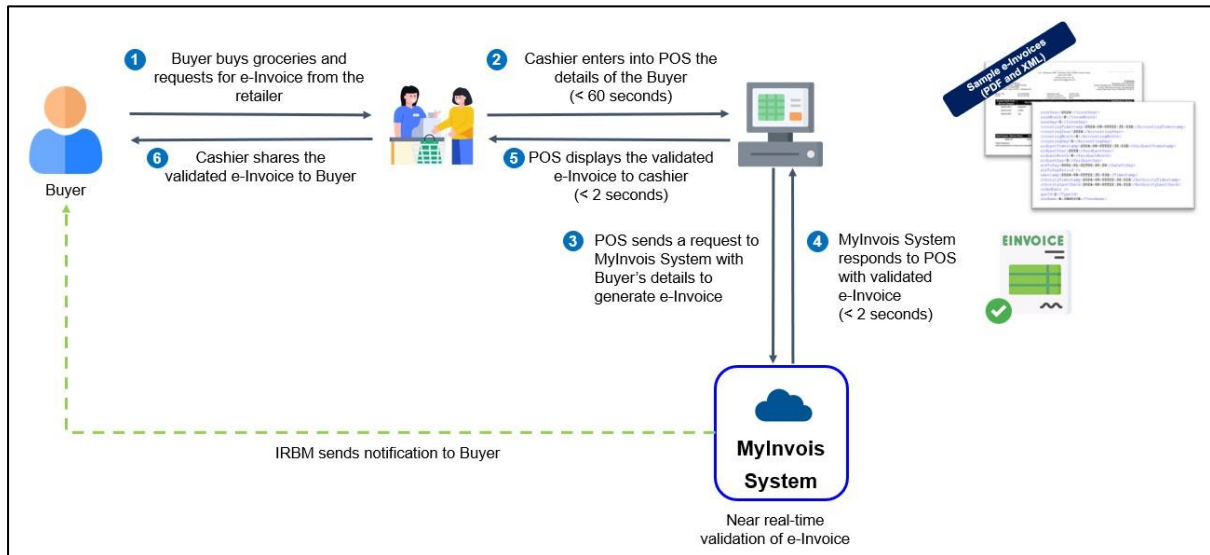 1
Buyer buys groceries and
requests for e-Invoice from the
retailer
2
Cashier enters into POS the
details of the Buyer
(< 60 seconds)
Sample e-Invoices
(PDF and XML)
6
Cashier shares the
validated e-Invoice to Buyer
5
POS displays the validated
e-Invoice to cashier
(< 2 seconds)
Buyer
3
POS sends a request to
MyInvois System with
Buyer's details to
generate e-Invoice
4
MyInvois System
responds to POS
with validated
e-Invoice
(< 2 seconds)
EINVOICE
IRBM sends notification to Buyer
MyInvois
System
Near real-time
validation of e-Invoice